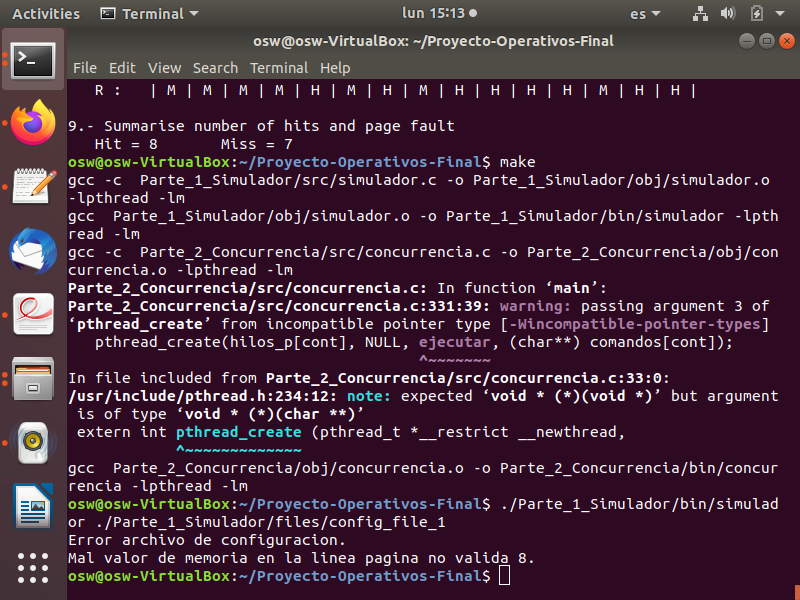 Activities Terminal lun 15:13 es
osw@osw-VirtualBox: ~/Proyecto-Operativos-Final
File Edit View Search Terminal Help
R : | M | M | M | M | H | M | H | M | H | H | H | H | M | H | H |
9.- Summarise number of hits and page fault
Hit = 8 Miss = 7
osw@osw-VirtualBox:~/Proyecto-Operativos-Final$ make
gcc -c Parte_1_Simulador/src/simulador.c -o Parte_1_Simulador/obj/simulador.o
-lpthread -lm
gcc Parte_1_Simulador/obj/simulador.o -o Parte_1_Simulador/bin/simulador -lpth
read -lm
gcc -c Parte_2_Concurrencia/src/concurrencia.c -o Parte_2_Concurrencia/obj/con
currencia.o -lpthread -lm
Parte_2_Concurrencia/src/concurrencia.c: In function ‘main’:
Parte_2_Concurrencia/src/concurrencia.c:331:39: warning: passing argument 3 of
‘pthread_create’ from incompatible pointer type [-Wincompatible-pointer-types]
pthread_create(hilos_p[cont], NULL, ejecutar, (char**) comandos[cont]);
^~~~~~~~
In file included from Parte_2_Concurrencia/src/concurrencia.c:33:0:
/usr/include/pthread.h:234:12: note: expected ‘void * (*)(void *)’ but argument
is of type ‘void * (*)(char **)’
extern int pthread_create (pthread_t *__restrict __newthread,
^~~~~~~~~~~~~~
gcc Parte_2_Concurrencia/obj/concurrencia.o -o Parte_2_Concurrencia/bin/concur
rencia -lpthread -lm
osw@osw-VirtualBox:~/Proyecto-Operativos-Final$ ./Parte_1_Simulador/bin/simulad
or ./Parte_1_Simulador/files/config_file_1
Error archivo de configuracion.
Mal valor de memoria en la linea pagina no valida 8.
osw@osw-VirtualBox:~/Proyecto-Operativos-Final$